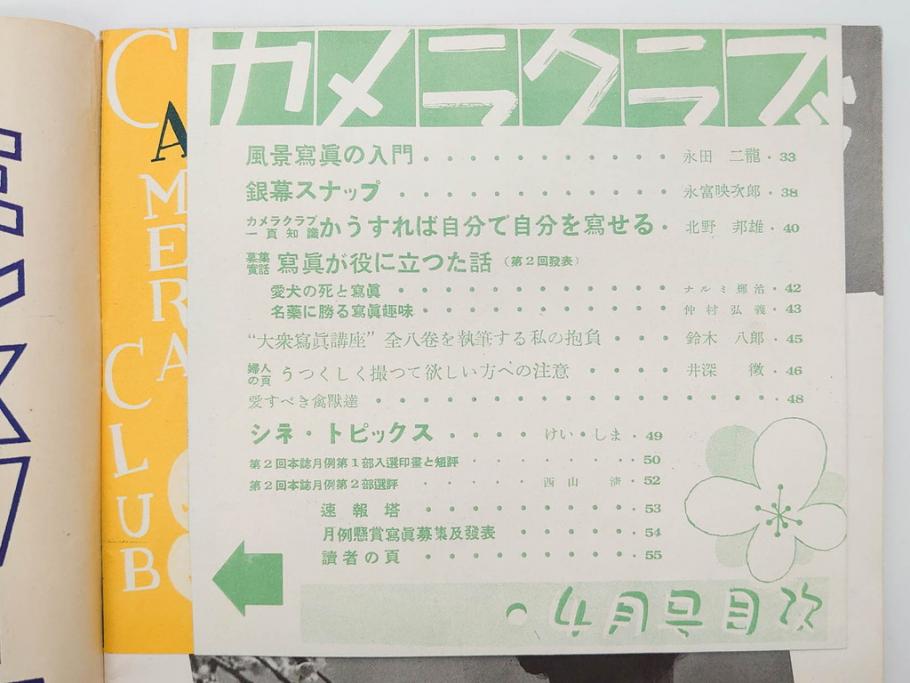 CAMERA CLUB
カメラクラブ
風景寫眞の入門・・・・・・・・・・・永田 二龍・33
銀幕スナップ・・・・・・・・・・・永富映次郎・38
カメラクラブ一頁知識 かうすれば自分で自分を寫せる・北野 邦雄・40
募集實話 寫眞が役に立つた話(第2回發表)
愛犬の死と寫眞・・・・・・・・・・・ナルミ・42
名藥に勝る寫眞趣味・・・・・・・・・仲村弘義・43
“大衆寫眞講座”全八卷を執筆する私の抱負・・・鈴木 八郎・45
婦人の頁 うつくしく撮つて欲しい方への注意・・・・井深 徴・46
愛すべき禽獸達・・・・・・・・・・・・・・48
シネ・トピックス・・・・けい・しま・49
第2回本誌月例第1部入選印畫と短評・・・・・・・50
第2回本誌月例第2部選評・・・・・西山 清・52
速報塔・・・・・・・・・53
月例懸賞寫眞募集及發表・・・・・54
讀者の頁・・・・・・・・55
・4月号目次